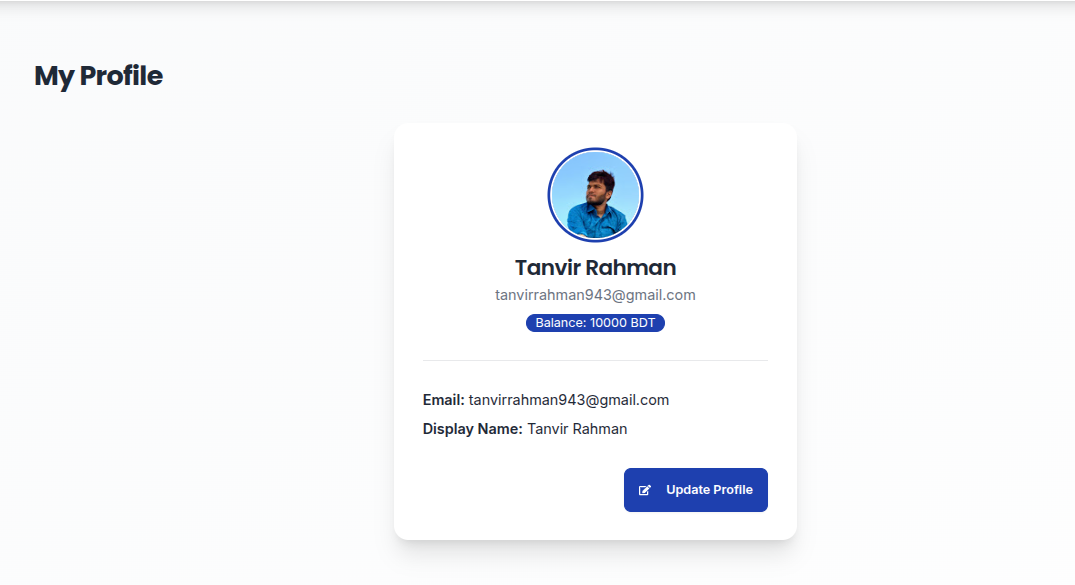 My Profile
Tanvir Rahman
tanvirrahman943@gmail.com
Balance: 10000 BDT
Email: tanvirrahman943@gmail.com
Display Name: Tanvir Rahman
Update Profile